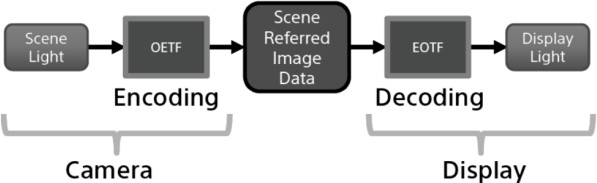 Scene
Light
OETF
Scene
Referred
Image
Data
EOTF
Display
Light
Encoding
Decoding
Camera
Display